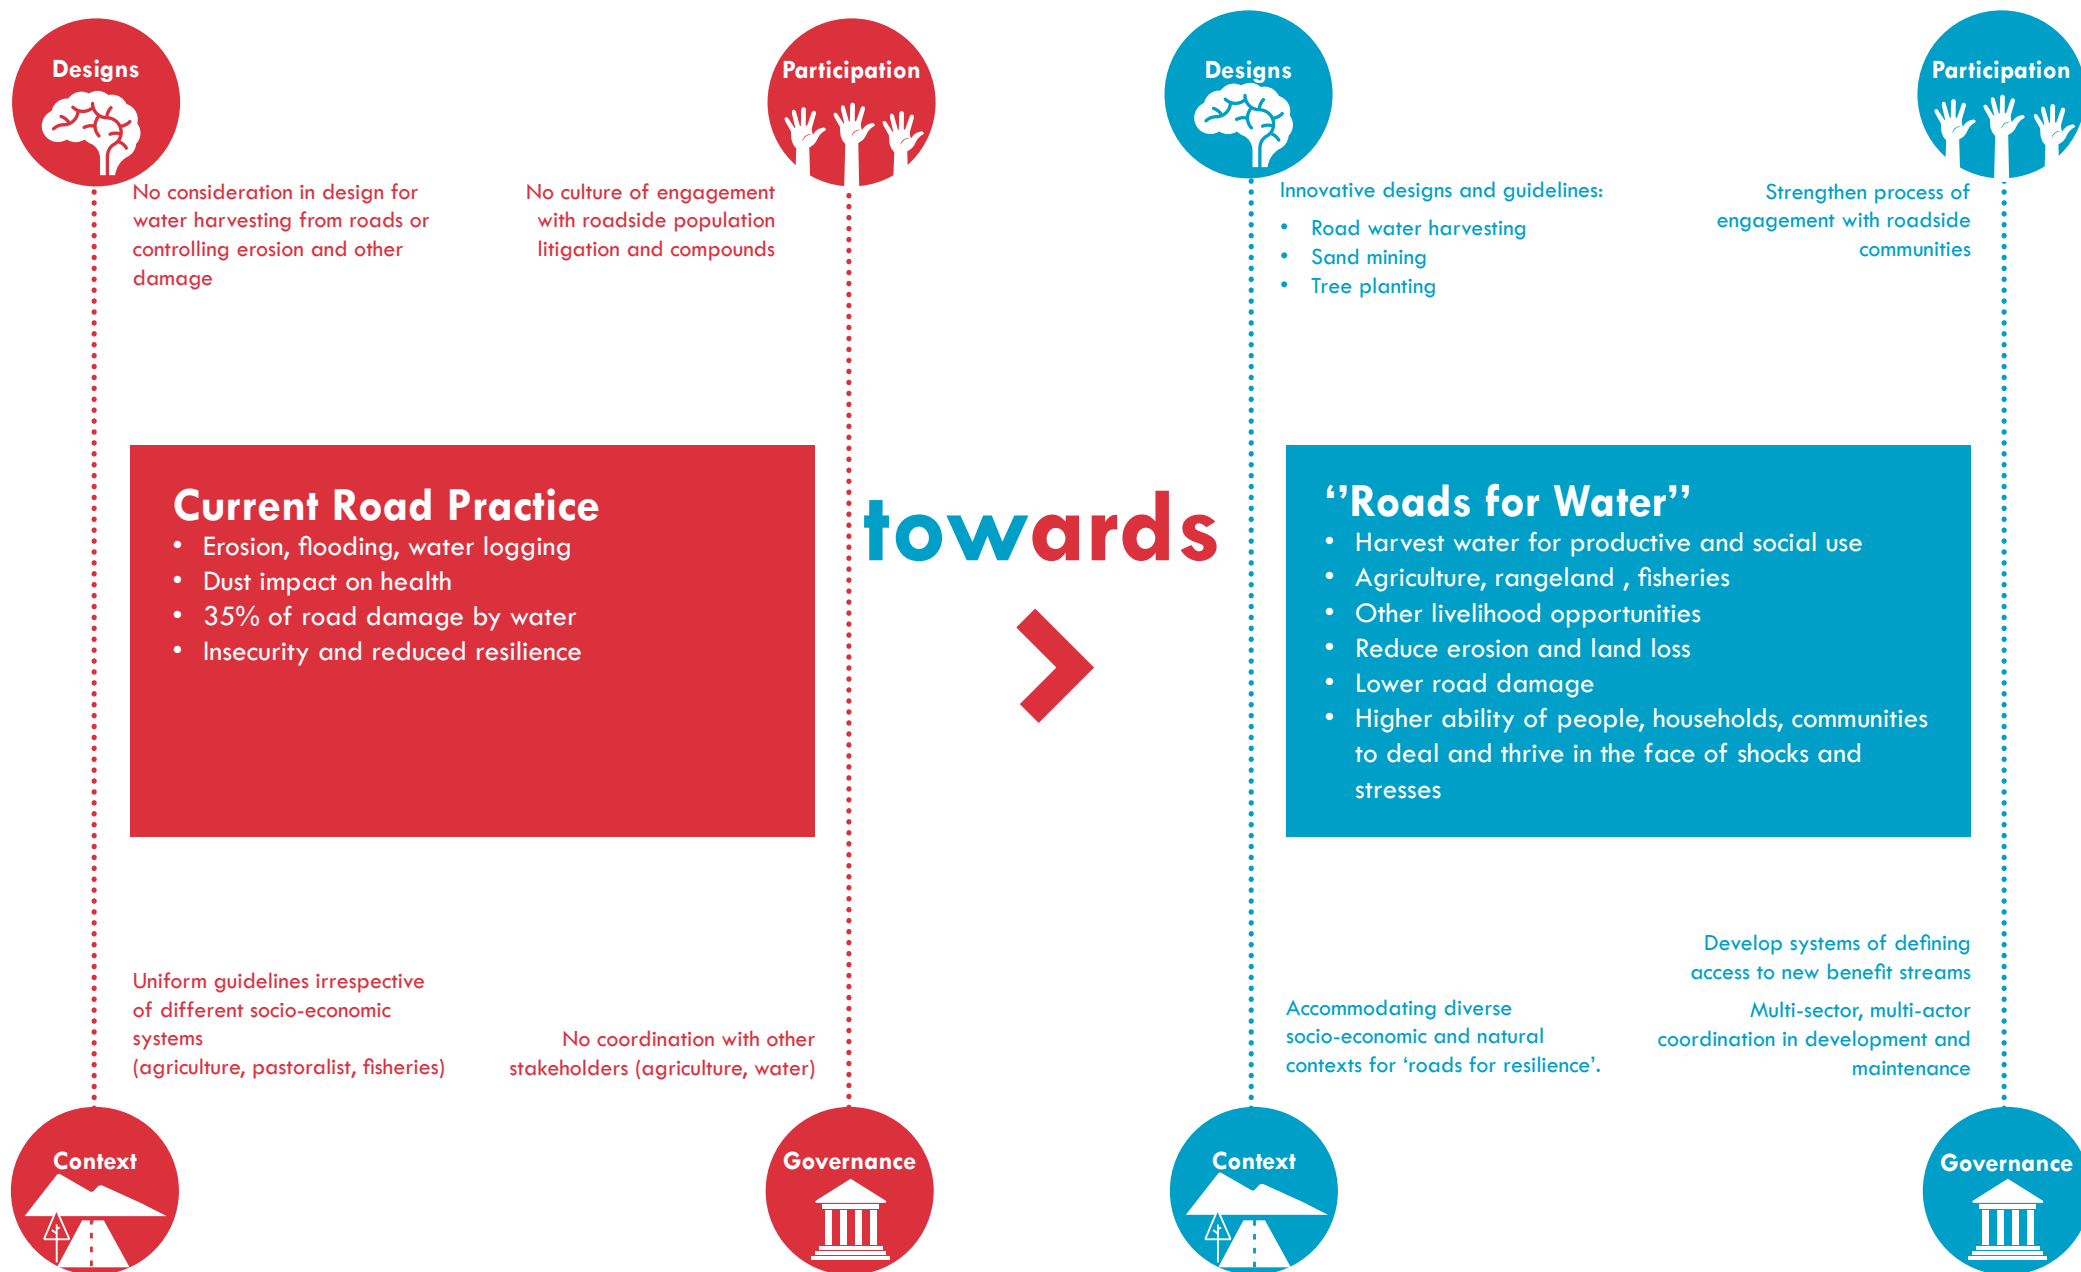 Designs
No consideration in design for
water harvesting from roads or
controlling erosion and other
damage
Participation
No culture of engagement
with roadside population
litigation and compounds
Current Road Practice
• Erosion, flooding, water logging
• Dust impact on health
• 35% of road damage by water
• Insecurity and reduced resilience
Uniform guidelines irrespective
of different socio-economic
systems
(agriculture, pastoralist, fisheries)
Context
No coordination with other
stakeholders (agriculture, water)
Governance
towards
Designs
Innovative designs and guidelines:
• Road water harvesting
• Sand mining
• Tree planting
Participation
Strengthen process of
engagement with roadside
communities
‘’Roads for Water’’
• Harvest water for productive and social use
• Agriculture, rangeland , fisheries
• Other livelihood opportunities
• Reduce erosion and land loss
• Lower road damage
• Higher ability of people, households, communities
to deal and thrive in the face of shocks and
stresses
Accommodating diverse
socio-economic and natural
contexts for ‘roads for resilience’.
Context
Develop systems of defining
access to new benefit streams
Multi-sector, multi-actor
coordination in development and
maintenance
Governance